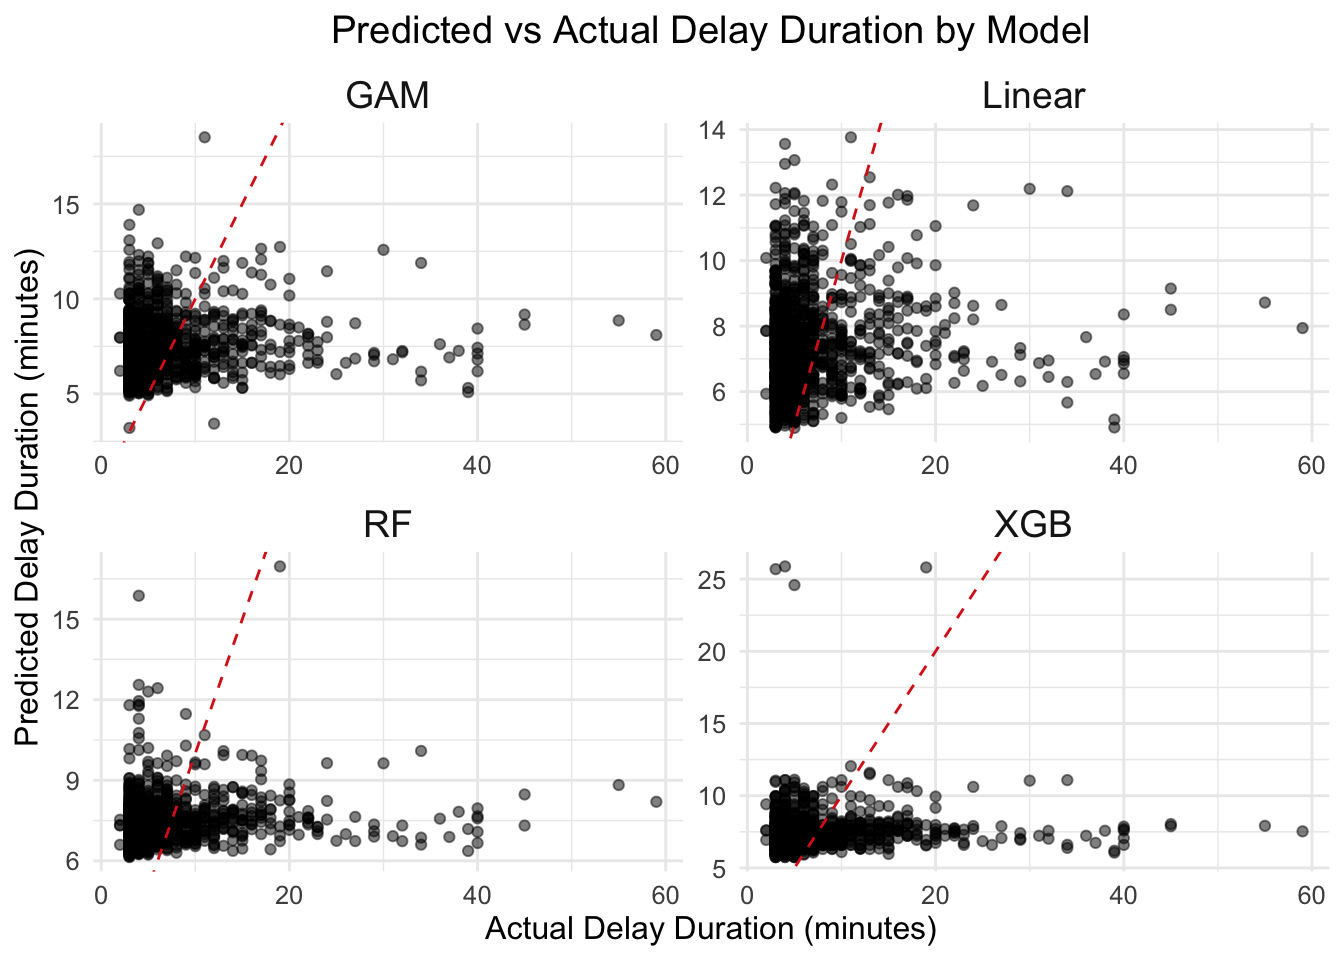 Predicted vs Actual Delay Duration by Model
GAM
Linear
15
10
5
0 20 40 60
14
12
10
8
6
0 20 40 60
RF
XGB
15
12
9
6
0 20 40 60
25
20
15
10
5
0 20 40 60
Predicted Delay Duration (minutes)
Actual Delay Duration (minutes)